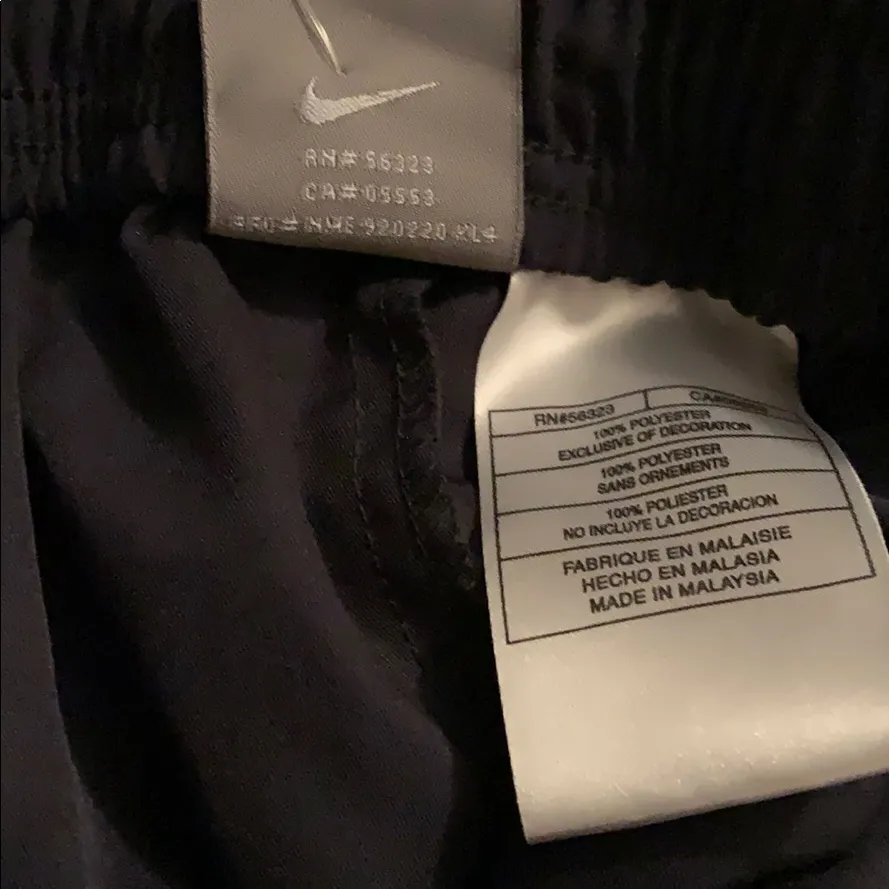 RN# 56323
CA# 05553
RN#56323
100% POLYESTER
EXCLUSIVE OF DECORATION
100% POLYESTER
SANS ORNEMENTS
100% POLIESTER
NO INCLUYE LA DECORACION
FABRIQUE EN MALAISIE
HECHO EN MALASIA
MADE IN MALAYSIA